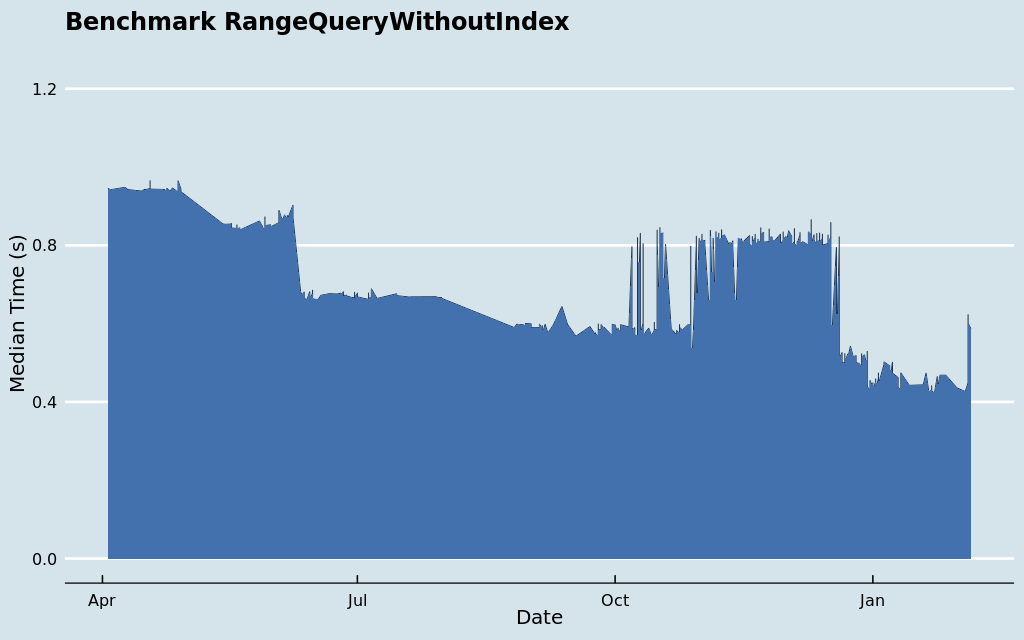 Benchmark RangeQueryWithoutIndex
1.2
0.8
0.4
0.0
Median Time (s)
Apr
Jul
Oct
Jan
Date